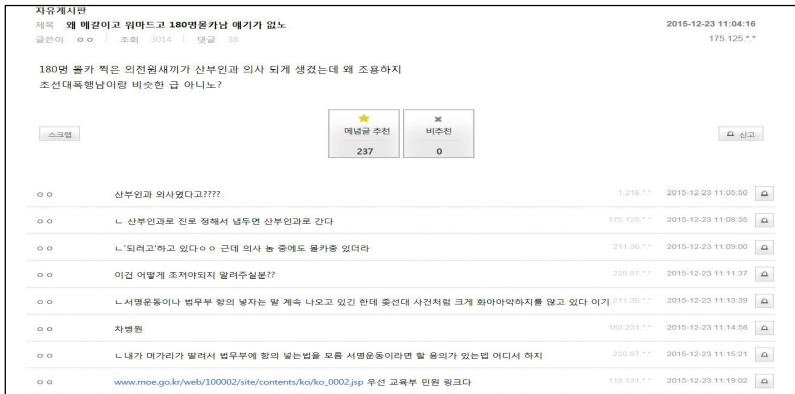 자유게시판
제목 왜 메갈이고 워마드고 180명몰카남 얘기가 없노 2015-12-23 11:04:16
글쓴이 ㅇㅇ 조회 3014 댓글 38 175.125.*.*
180명 몰카 찍은 의전원새끼가 산부인과 의사 되게 생겼는데 왜 조용하지
조선대폭행남이랑 비슷한 급 아니노?
스크랩 메념글 추천 237 비추천 0 신고
ㅇㅇ 산부인과 의사였다고???? 1.216.*.* 2015-12-23 11:05:50
ㅇㅇ ㄴ 산부인과로 진로 정해서 냅두면 산부인과로 간다 175.125.*.* 2015-12-23 11:08:35
ㅇㅇ ㄴ'되려고'하고 있다ㅇㅇ 근데 의사 놈 중에도 몰카충 있더라 211.36.*.* 2015-12-23 11:09:00
ㅇㅇ 이건 어떻게 조져야되지 알려주실분?? 220.87.*.* 2015-12-23 11:11:37
ㅇㅇ ㄴ서명운동이나 법무부 항의 넣자는 말 계속 나오고 있긴 한데 좆선대 사건처럼 크게 화아아악하지를 않고 있다 이기 211.36.*.* 2015-12-23 11:13:39
ㅇㅇ 차병원 180.231.*.* 2015-12-23 11:14:58
ㅇㅇ ㄴ내가 머가리가 딸려서 법무부에 항의 넣는법을 모름 서명운동이라면 할 용의가 있는뎁 어디서 하지 220.87.*.* 2015-12-23 11:15:21
ㅇㅇ www.moe.go.kr/web/100002/site/contents/ko/ko_0002.jsp 우선 교육부 민원 링크다 118.131.*.* 2015-12-23 11:19:02